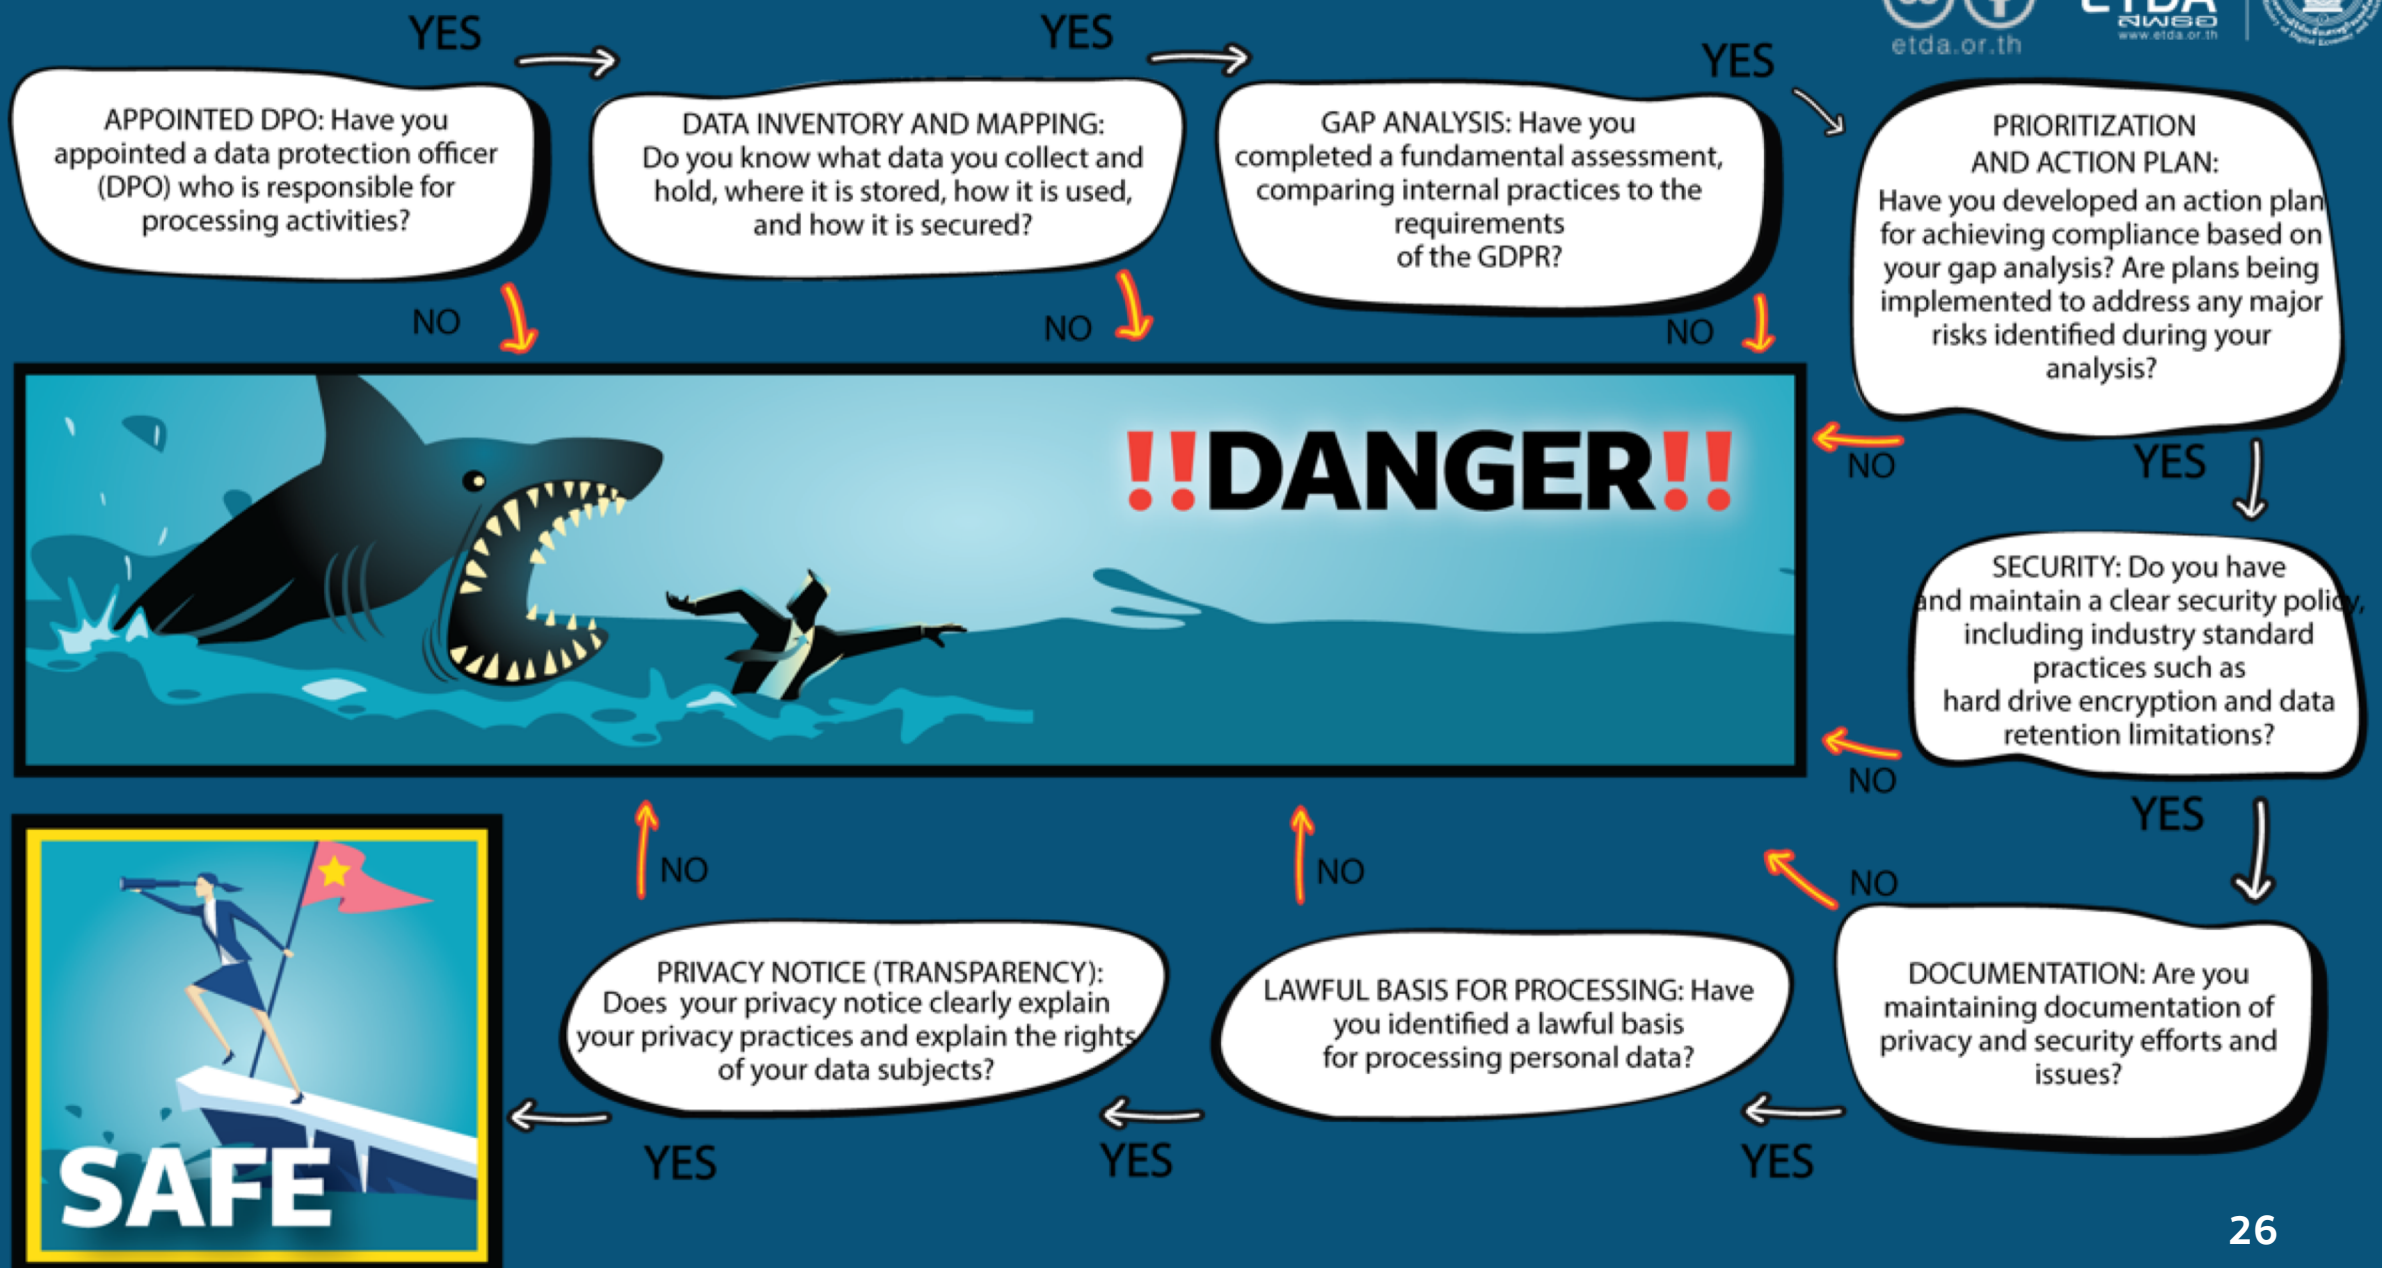 etda.or.th
ETDA
สพธอ
www.etda.or.th
YES
YES
YES
APPOINTED DPO: Have you
appointed a data protection officer
(DPO) who is responsible for
processing activities?
DATA INVENTORY AND MAPPING:
Do you know what data you collect and
hold, where it is stored, how it is used,
and how it is secured?
GAP ANALYSIS: Have you
completed a fundamental assessment,
comparing internal practices to the
requirements
of the GDPR?
PRIORITIZATION
AND ACTION PLAN:
Have you developed an action plan
for achieving compliance based on
your gap analysis? Are plans being
implemented to address any major
risks identified during your
analysis?
NO
NO
NO
!!DANGER!!
NO
YES
SECURITY: Do you have
and maintain a clear security policy,
including industry standard
practices such as
hard drive encryption and data
retention limitations?
NO
YES
NO
NO
NO
DOCUMENTATION: Are you
maintaining documentation of
privacy and security efforts and
issues?
LAWFUL BASIS FOR PROCESSING: Have
you identified a lawful basis
for processing personal data?
PRIVACY NOTICE (TRANSPARENCY):
Does your privacy notice clearly explain
your privacy practices and explain the rights
of your data subjects?
YES
YES
YES
SAFE
26